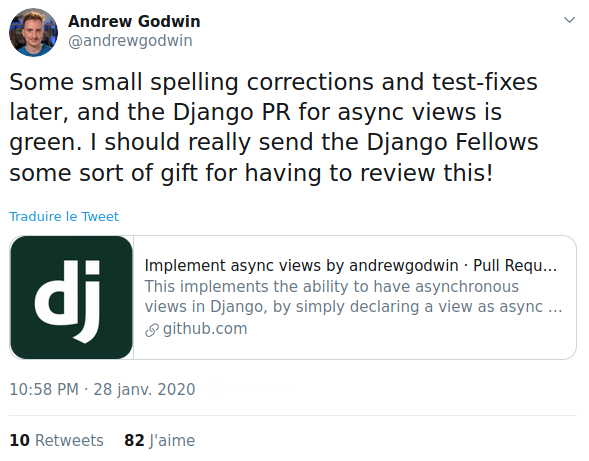 Andrew Godwin
@andrewgodwin
Some small spelling corrections and test-fixes
later, and the Django PR for async views is
green. I should really send the Django Fellows
some sort of gift for having to review this!
Traduire le Tweet
dj
Implement async views by andrewgodwin · Pull Requ...
This implements the ability to have asynchronous
views in Django, by simply declaring a view as async ...
github.com
10:58 PM · 28 janv. 2020
10 Retweets 82 J'aime